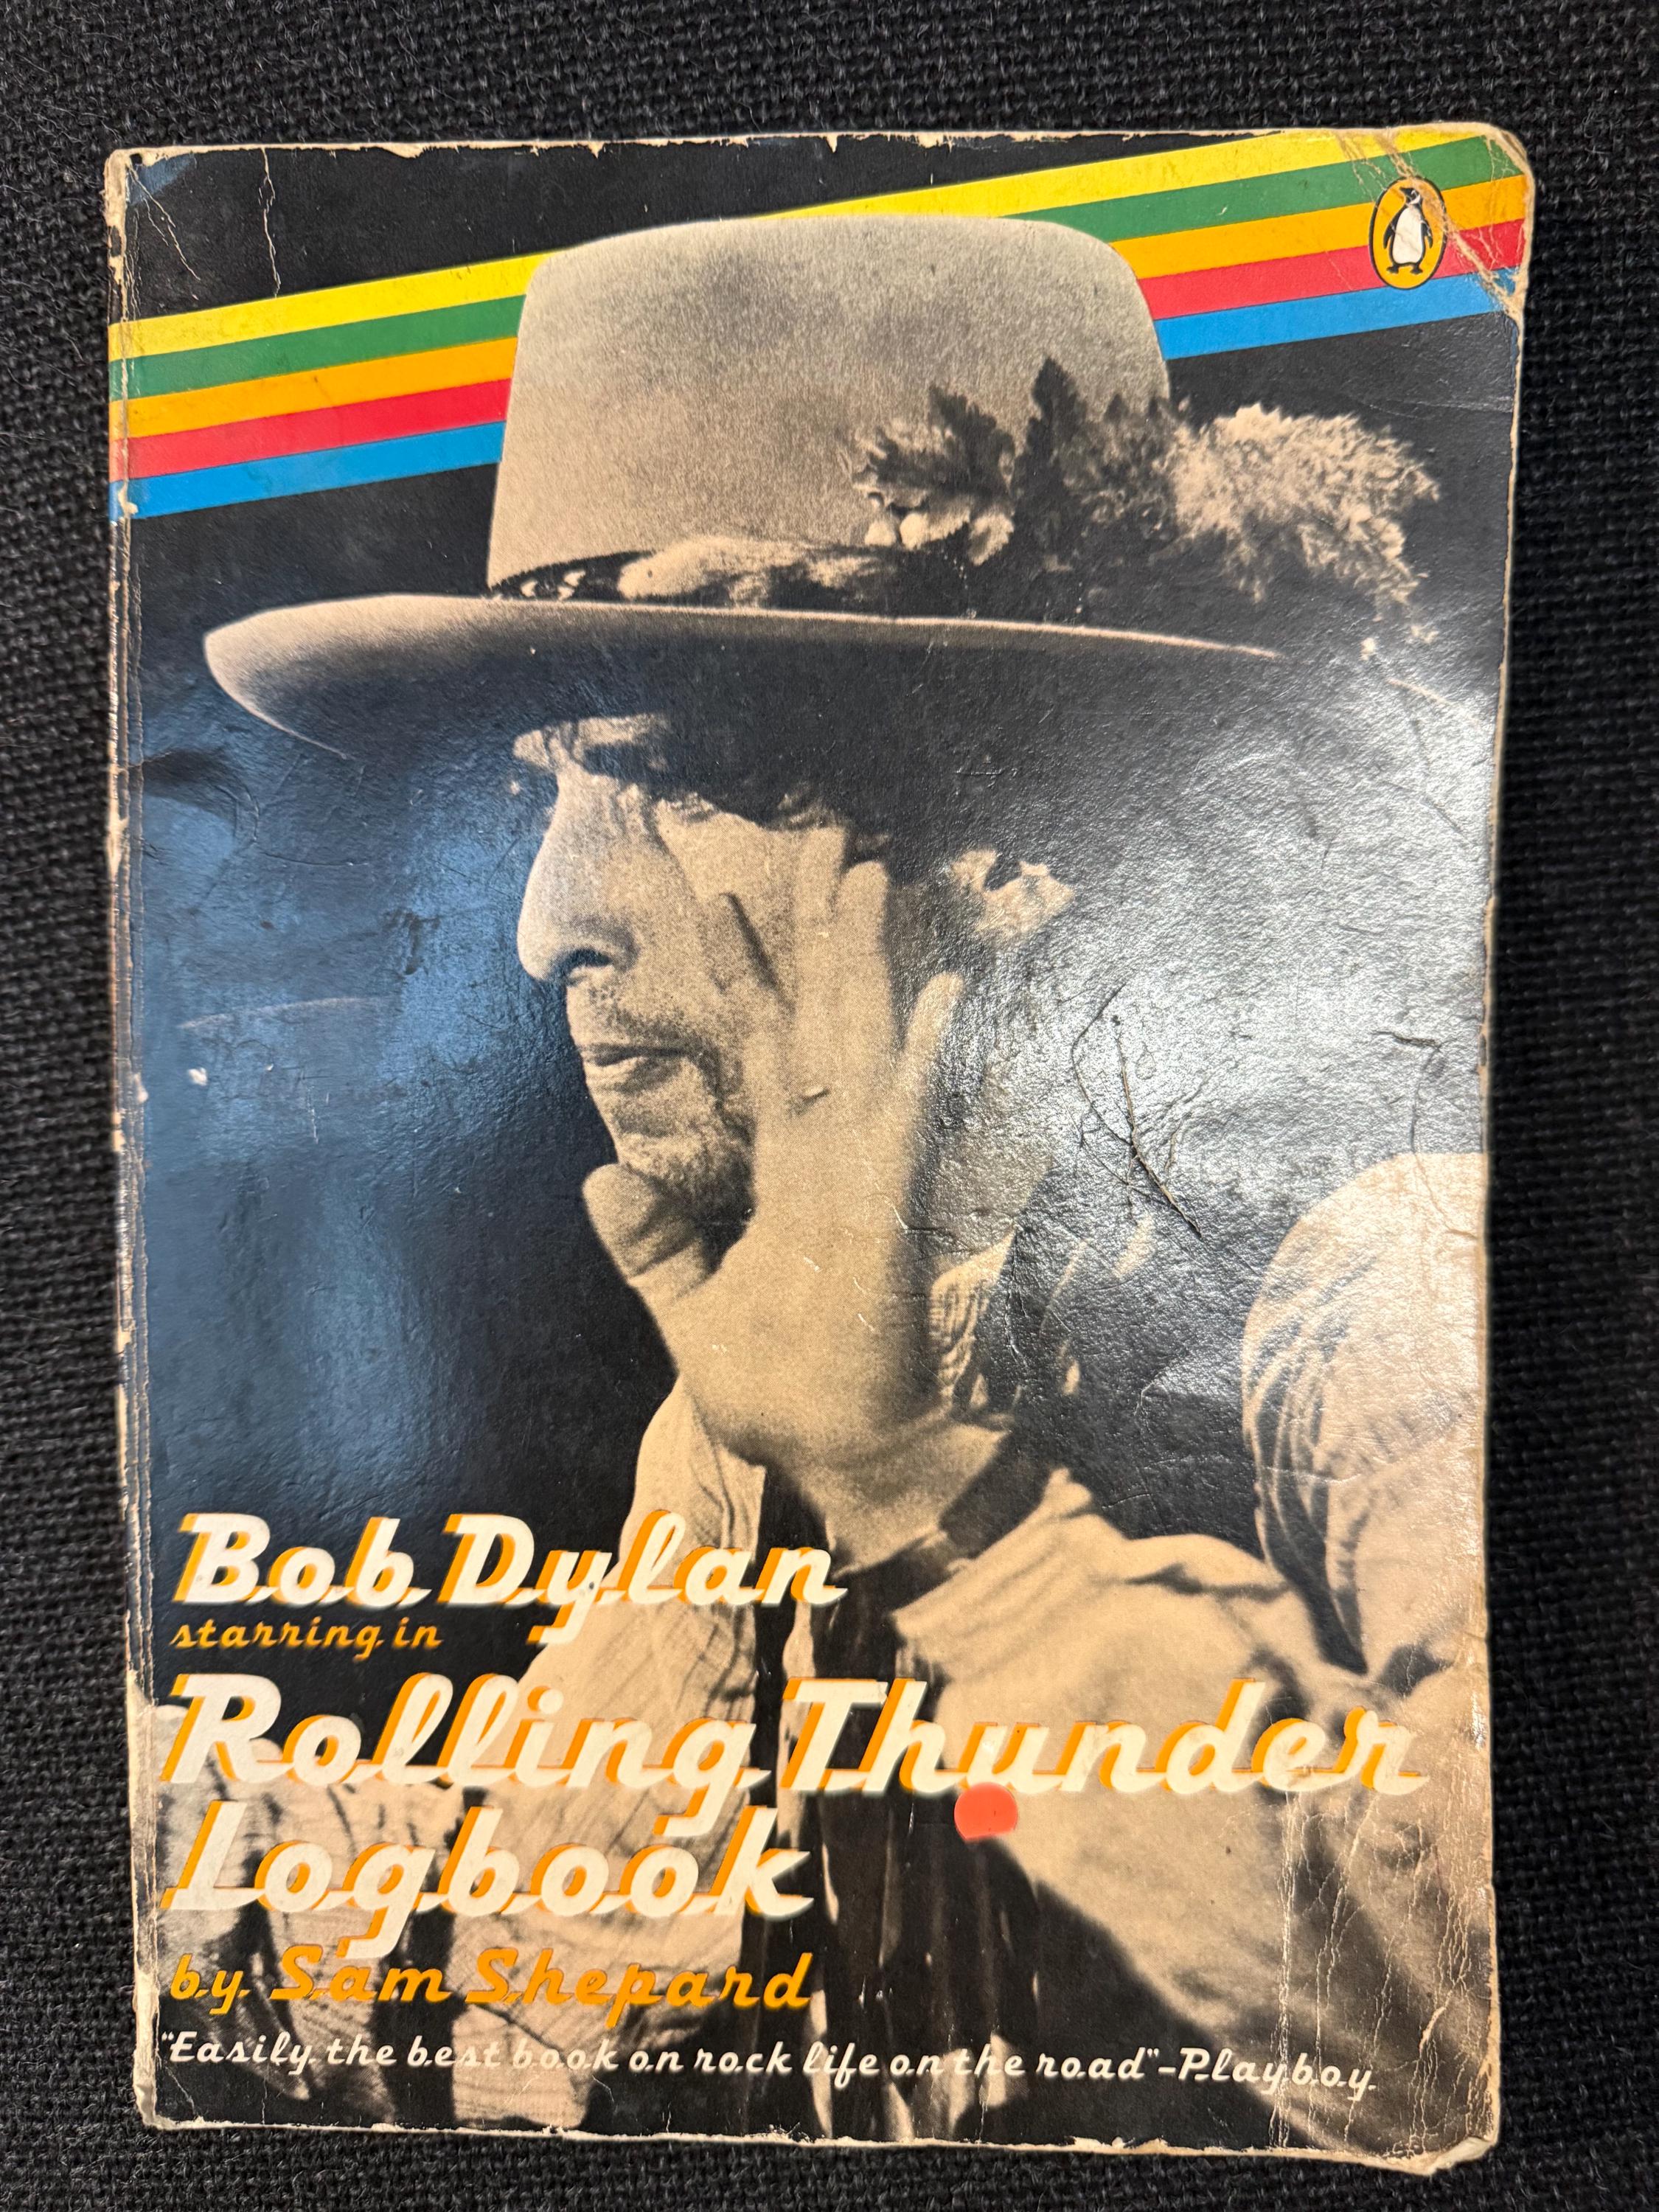 Bob Dylan
starring in
Rolling Thunder
Logbook
by Sam Shepard
"Easily the best book on rock life on the road"-Playboy